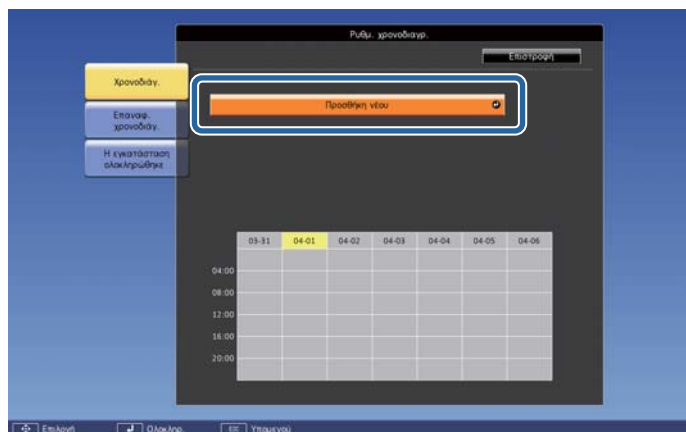 Ρυθμ. χρονοδιαγρ.
Επιστροφή
Χρονοδιάγ.
Προσθήκη νέου
Επαναφ.
χρονοδιάγ.
Η εγκατάσταση
ολοκληρώθηκε
03-31 04-01 04-02 04-03 04-04 04-05 04-06
04:00
08:00
12:00
16:00
20:00
Επιλογή Ολοκληρ. Υπομενού